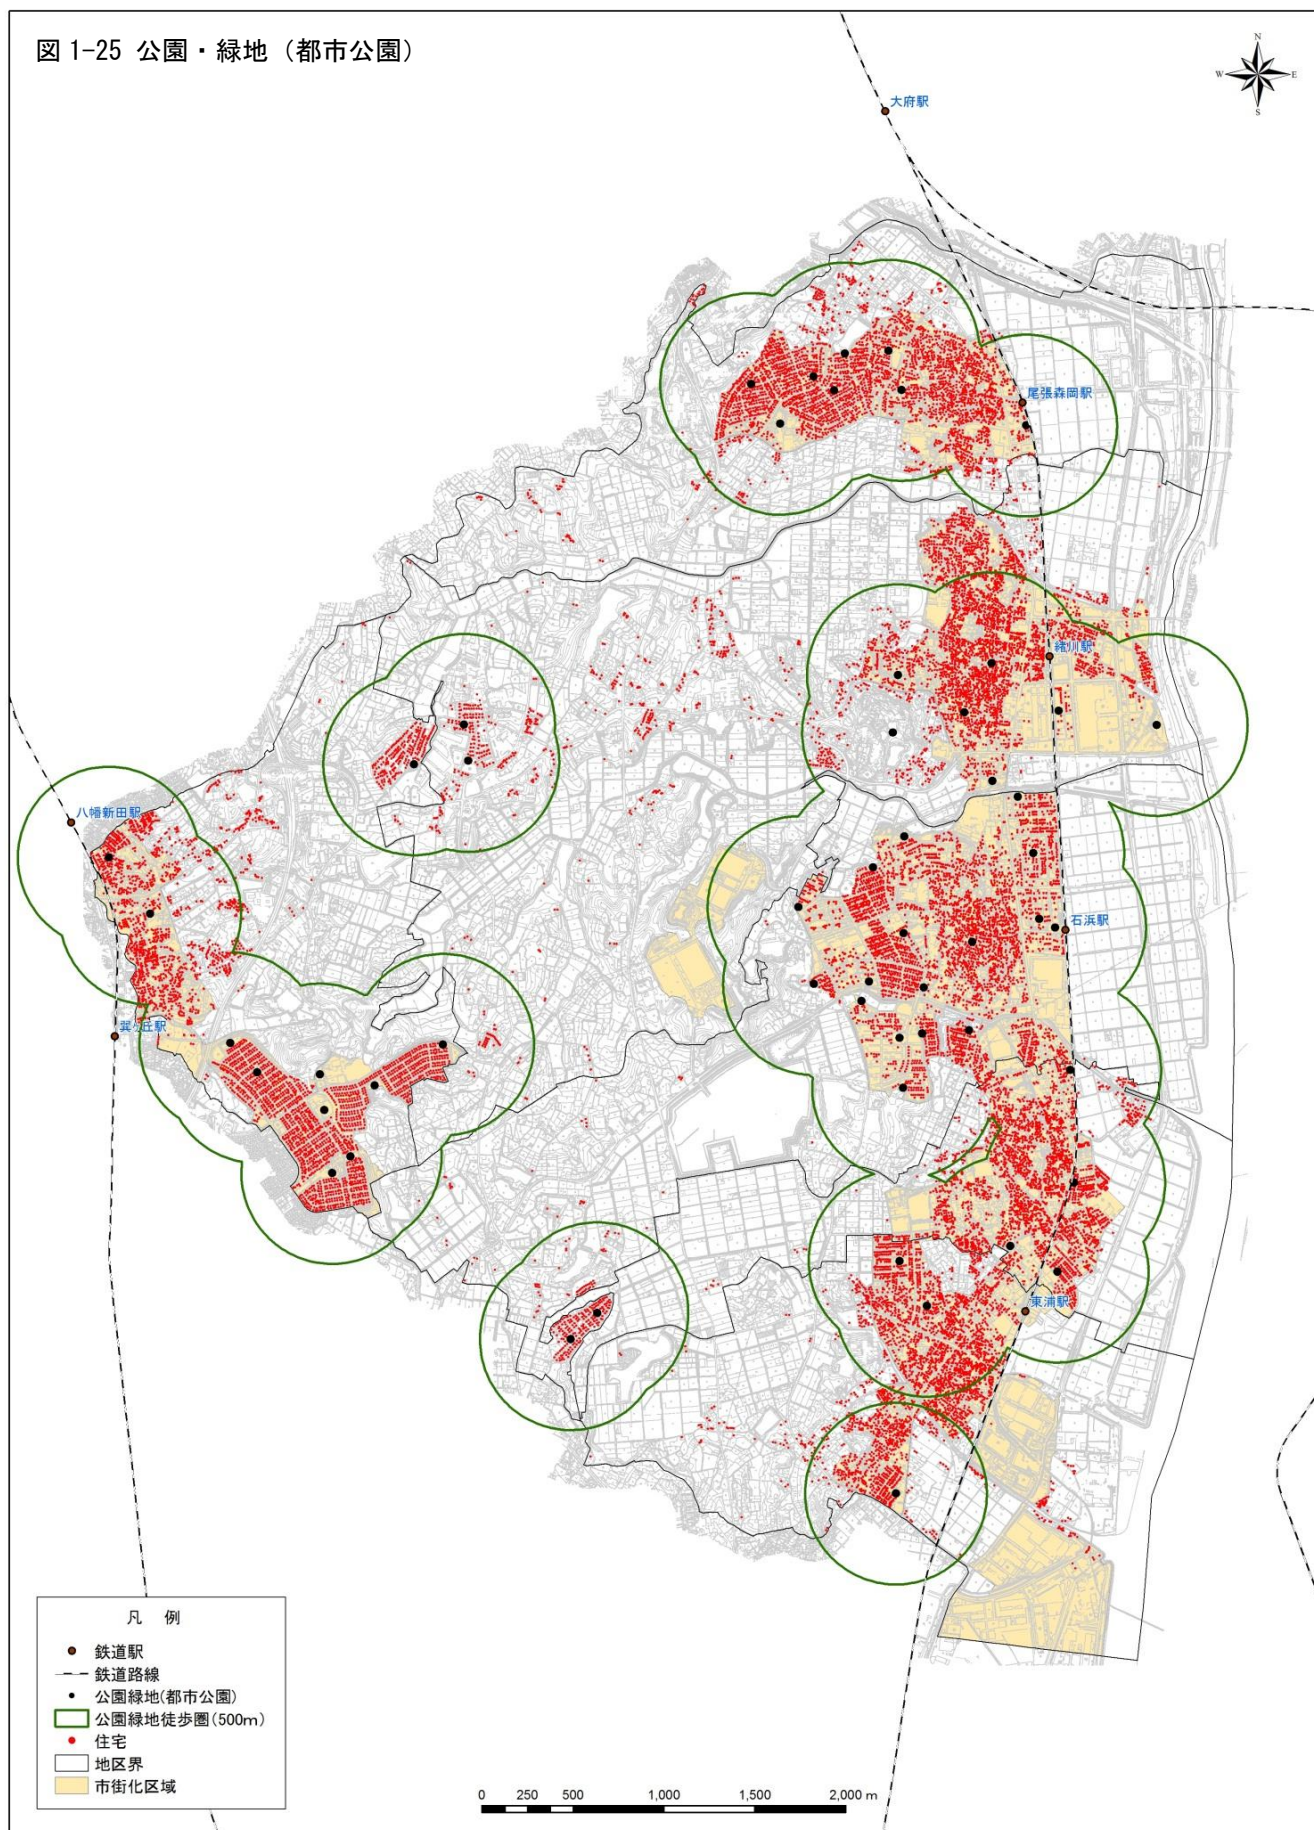 図 1-25 公園・緑地（都市公園）
N
W
E
S
大府駅
尾張森岡駅
緒川駅
八幡新田駅
石浜駅
巽ヶ丘駅
東浦駅
凡 例
鉄道駅
鉄道路線
公園緑地(都市公園)
公園緑地徒歩圏(500m)
住宅
地区界
市街化区域
0 250 500 1,000 1,500 2,000 m